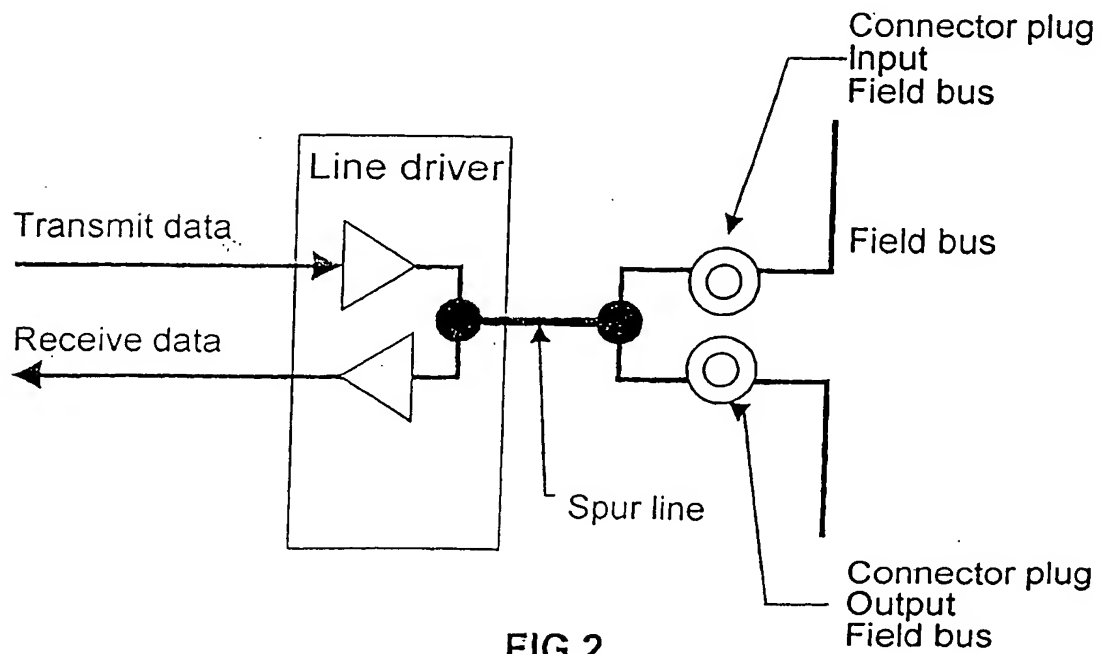 Connector plug
Input
Field bus
Line driver
Transmit data
Field bus
Receive data
Spur line
Connector plug
Output
Field bus
FIG 2